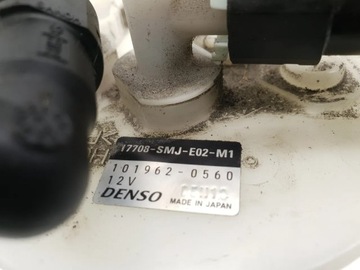 17708-SMJ-E02-M1
101962-0560
12V
DENSO
MADE IN JAPAN